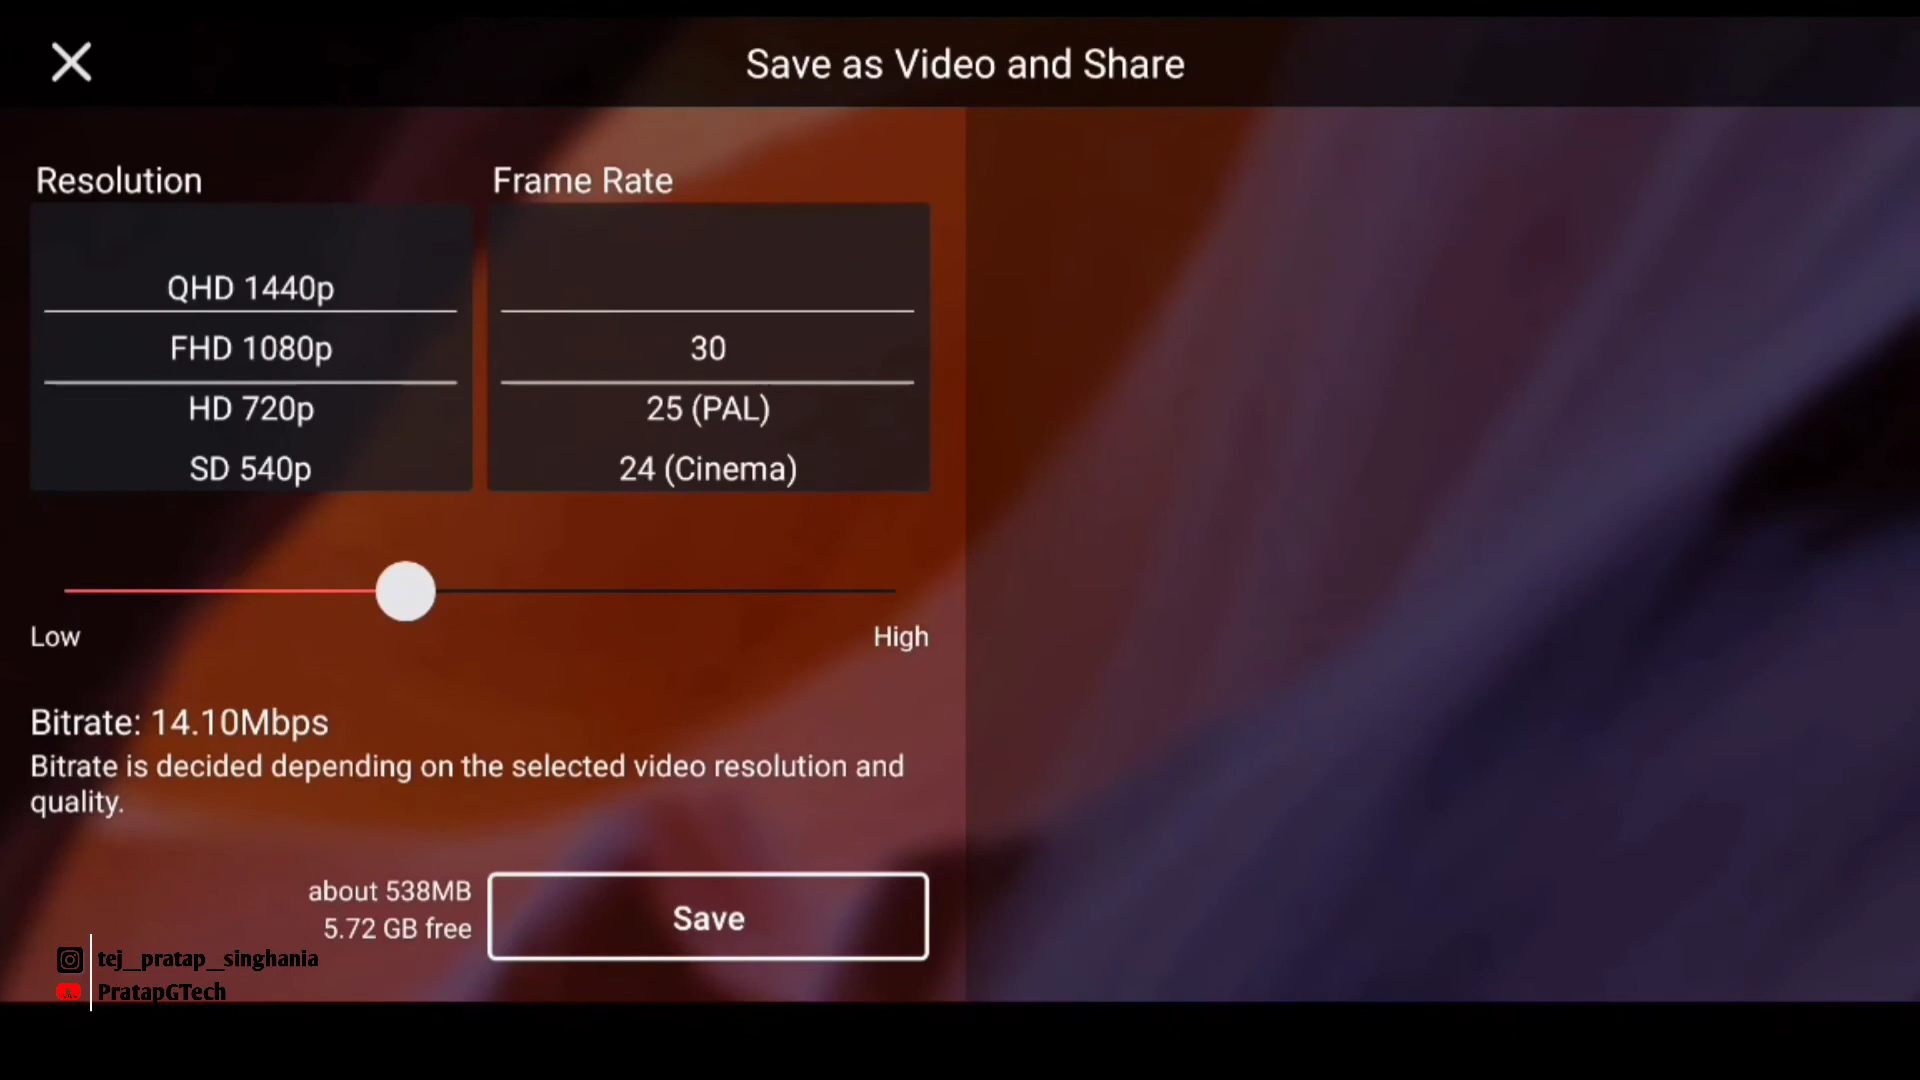 Save as Video and Share
Resolution
Frame Rate
QHD 1440p
FHD 1080p
HD 720p
SD 540p
30
25 (PAL)
24 (Cinema)
Low
High
Bitrate: 14.10Mbps
Bitrate is decided depending on the selected video resolution and
quality.
about 538MB
5.72 GB free
Save
tej__pratap__singhania
PratapGTech